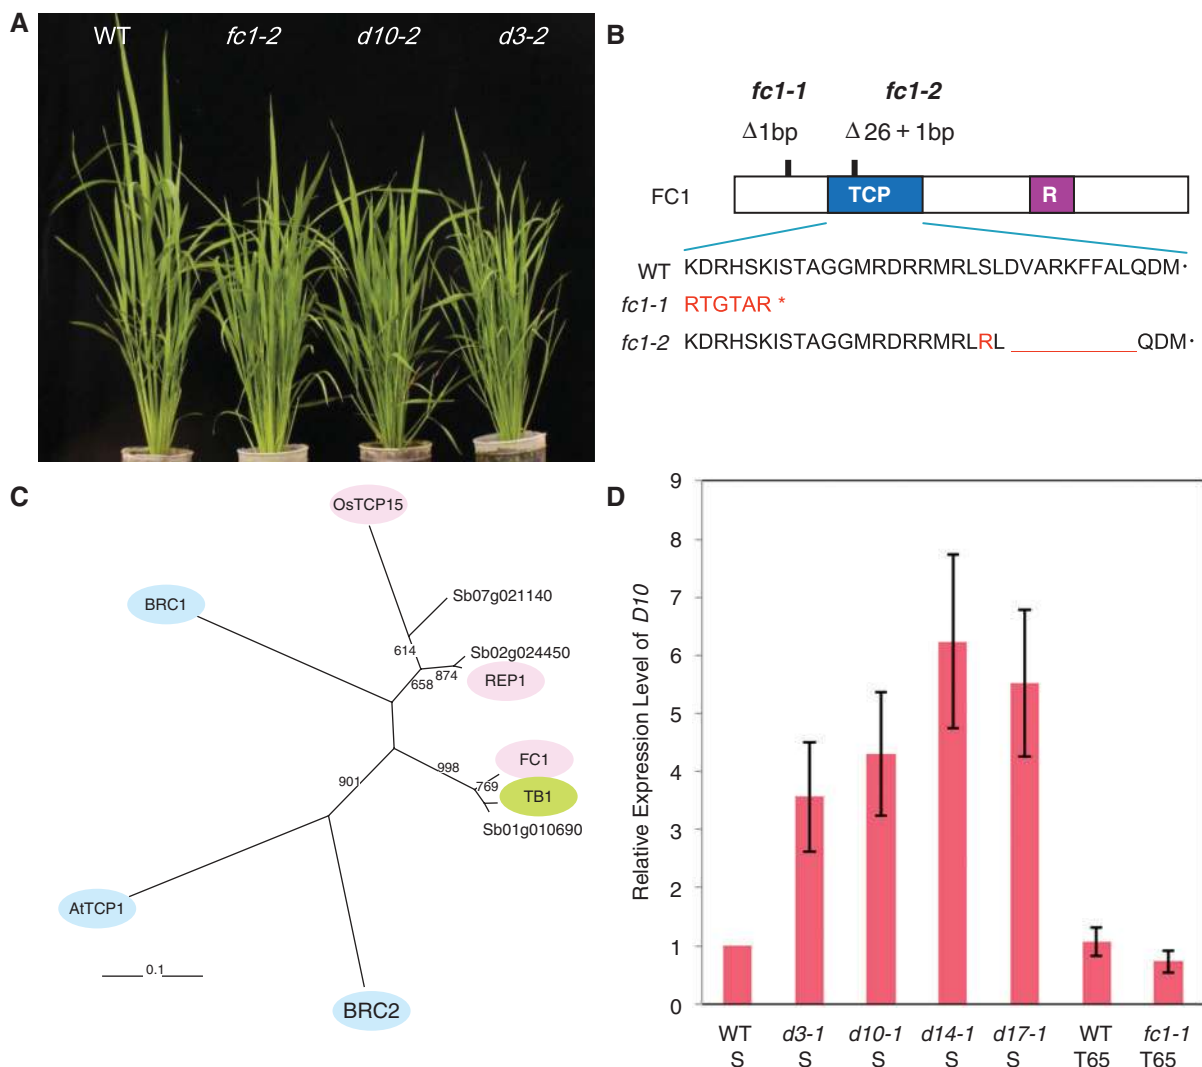 A
WT fc1-2 d10-2 d3-2
B
fc1-1 fc1-2
Δ1bp Δ26 + 1bp
FC1 TCP R
WT KDRHSKISTAGGMRDRRMRLSLDVARKFFALQDM·
fc1-1 RTGTAR *
fc1-2 KDRHSKISTAGGMRDRRMRLRL __________QDM·
C
OsTCP15
BRC1
Sb07g021140
614
Sb02g024450
874
658
REP1
FC1
998
769
901
TB1
Sb01g010690
AtTCP1
0.1
BRC2
D
Relative Expression Level of D10
9
8
7
6
5
4
3
2
1
0
WT d3-1 d10-1 d14-1 d17-1 WT fc1-1
S S S S S T65 T65